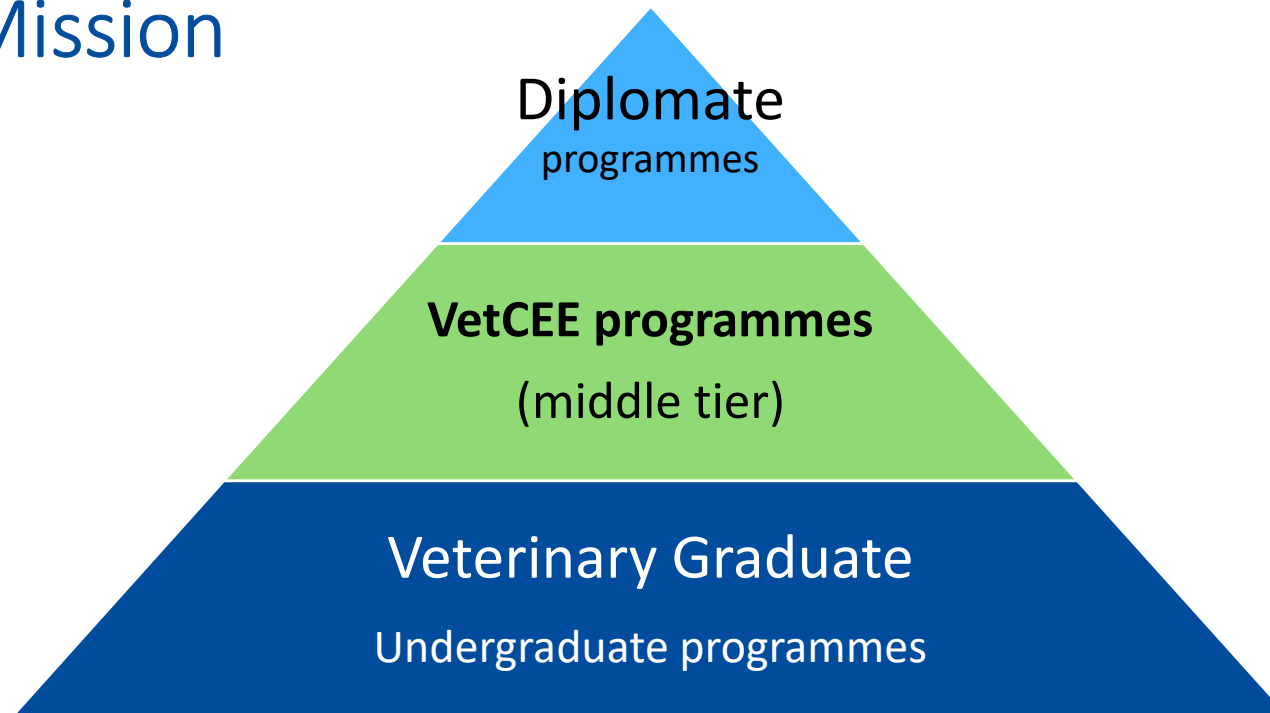 Mission
Diplomate
programmes
VetCEE programmes
(middle tier)
Veterinary Graduate
Undergraduate programmes